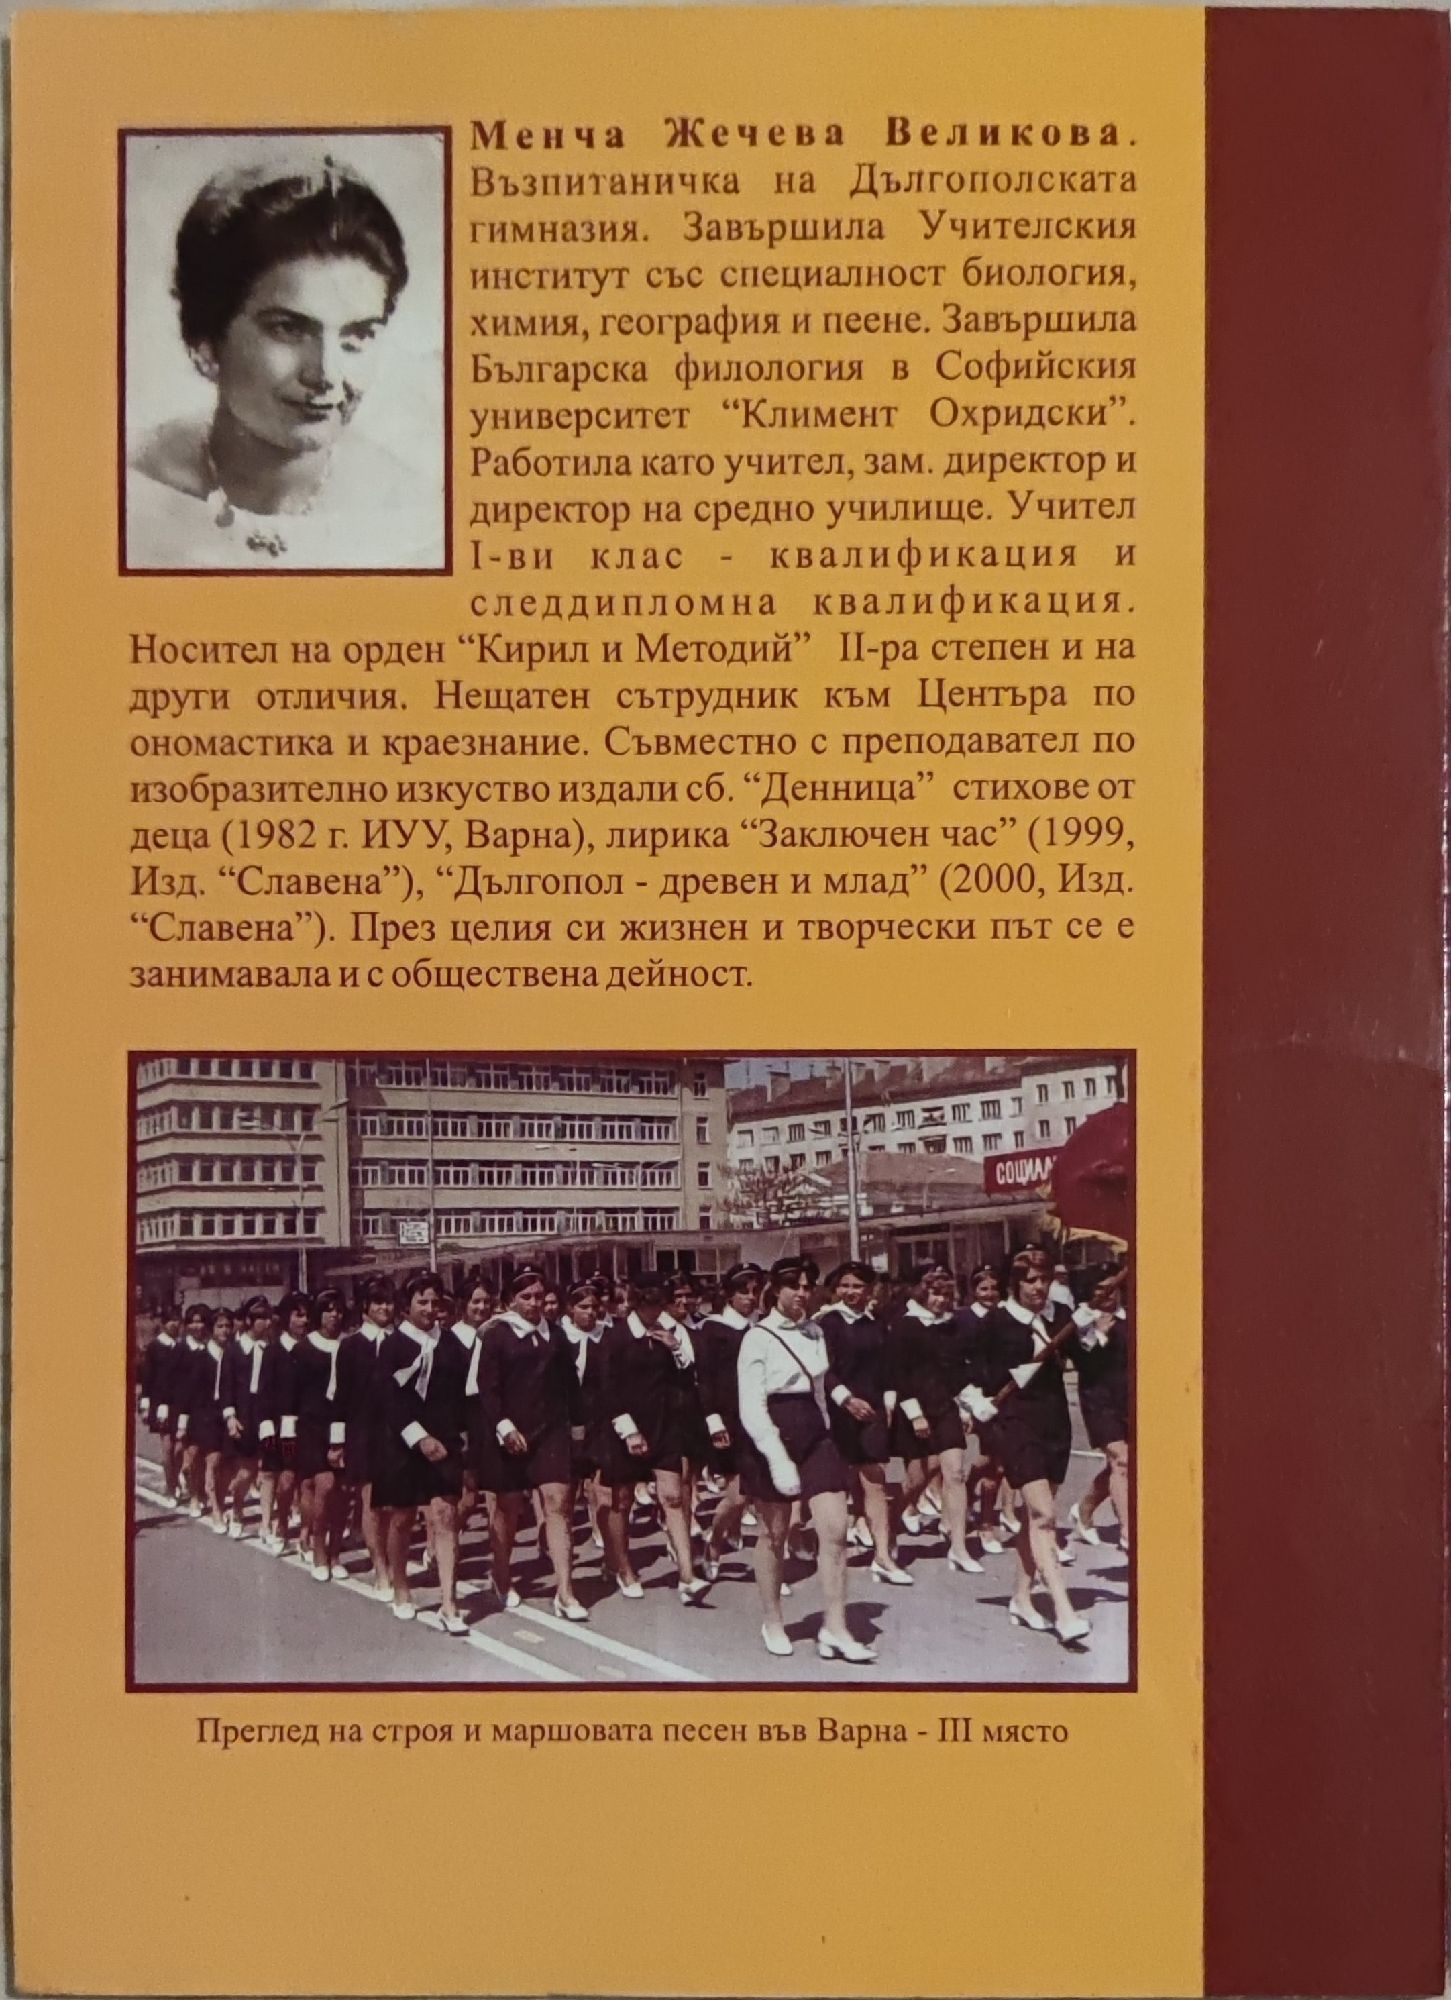 Менча Жечева Великова.
Възпитаничка на Дългополската
гимназия. Завършила Учителския
институт със специалност биология,
химия, география и пеене. Завършила
Българска филология в Софийския
университет “Климент Охридски”.
Работила като учител, зам. директор и
директор на средно училище. Учител
I-ви клас - квалификация и
следдипломна квалификация.
Носител на орден “Кирил и Методий” II-ра степен и на
други отличия. Нещатен сътрудник към Центъра по
ономастика и краезнание. Съвместно с преподавател по
изобразително изкуство издали сб. “Денница” стихове от
деца (1982 г. ИУУ, Варна), лирика “Заключен час” (1999,
Изд. “Славена”), “Дългопол - древен и млад” (2000, Изд.
“Славена”). През целия си жизнен и творчески път се е
занимавала и с обществена дейност.
СОЦИАЛ
Преглед на строя и маршовата песен във Варна - III място